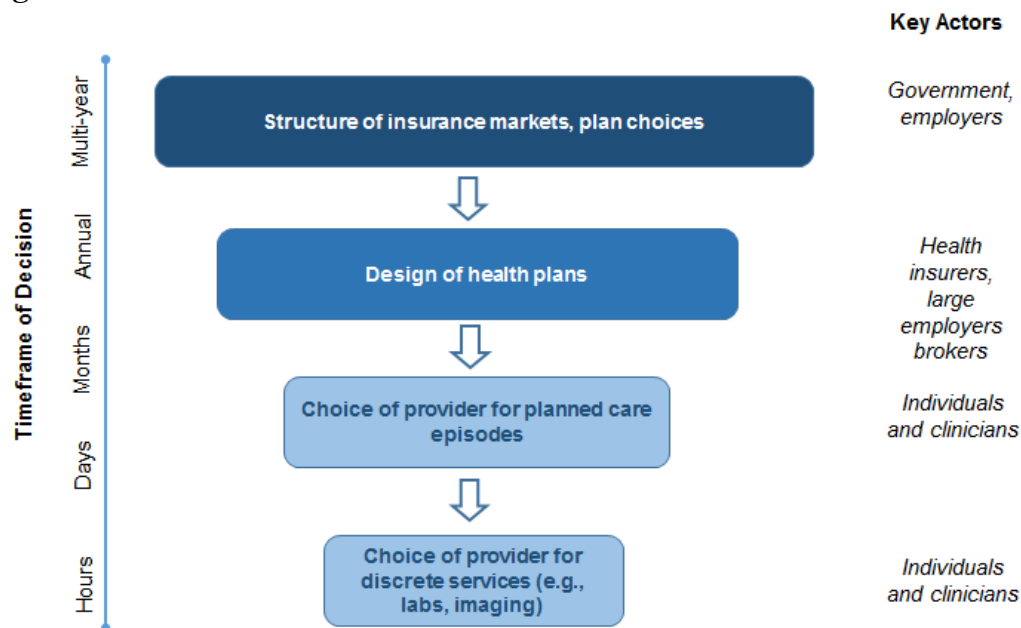 Key Actors
Multi-year
Structure of insurance markets, plan choices
Government,
employers
Timeframe of Decision
Annual
Design of health plans
Health
insurers,
large
employers
brokers
Months
Choice of provider for planned care
episodes
Individuals
and clinicians
Days
Hours
Choice of provider for
discrete services (e.g.,
labs, imaging)
Individuals
and clinicians